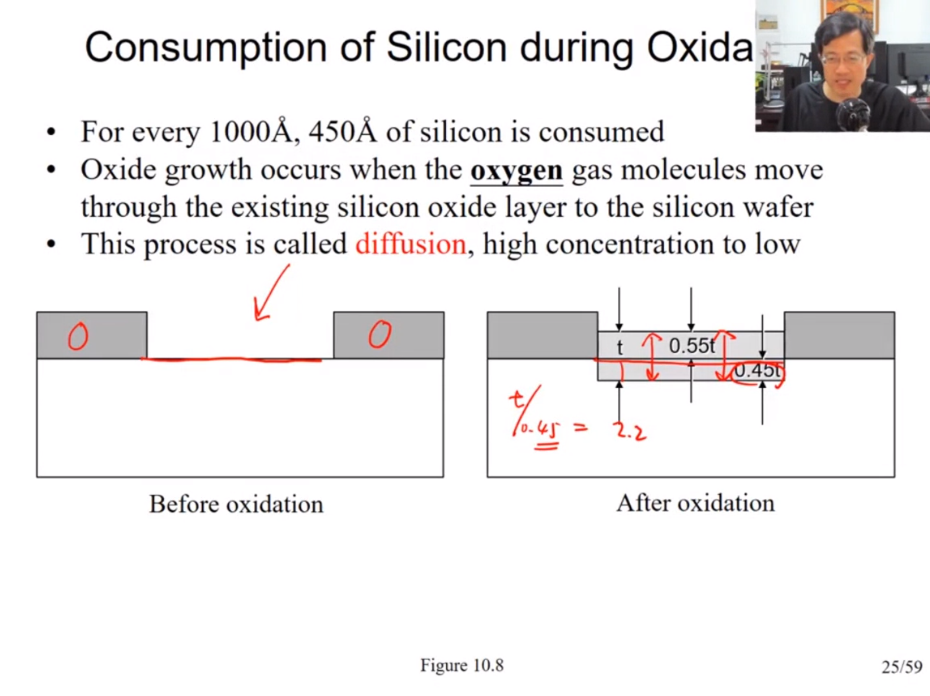 Consumption of Silicon during Oxida
• For every 1000Å, 450Å of silicon is consumed
• Oxide growth occurs when the oxygen gas molecules move
through the existing silicon oxide layer to the silicon wafer
• This process is called diffusion, high concentration to low
O O
t 0.55t
0.45t
t/0.45 = 2.2
Before oxidation
After oxidation
Figure 10.8
25/59